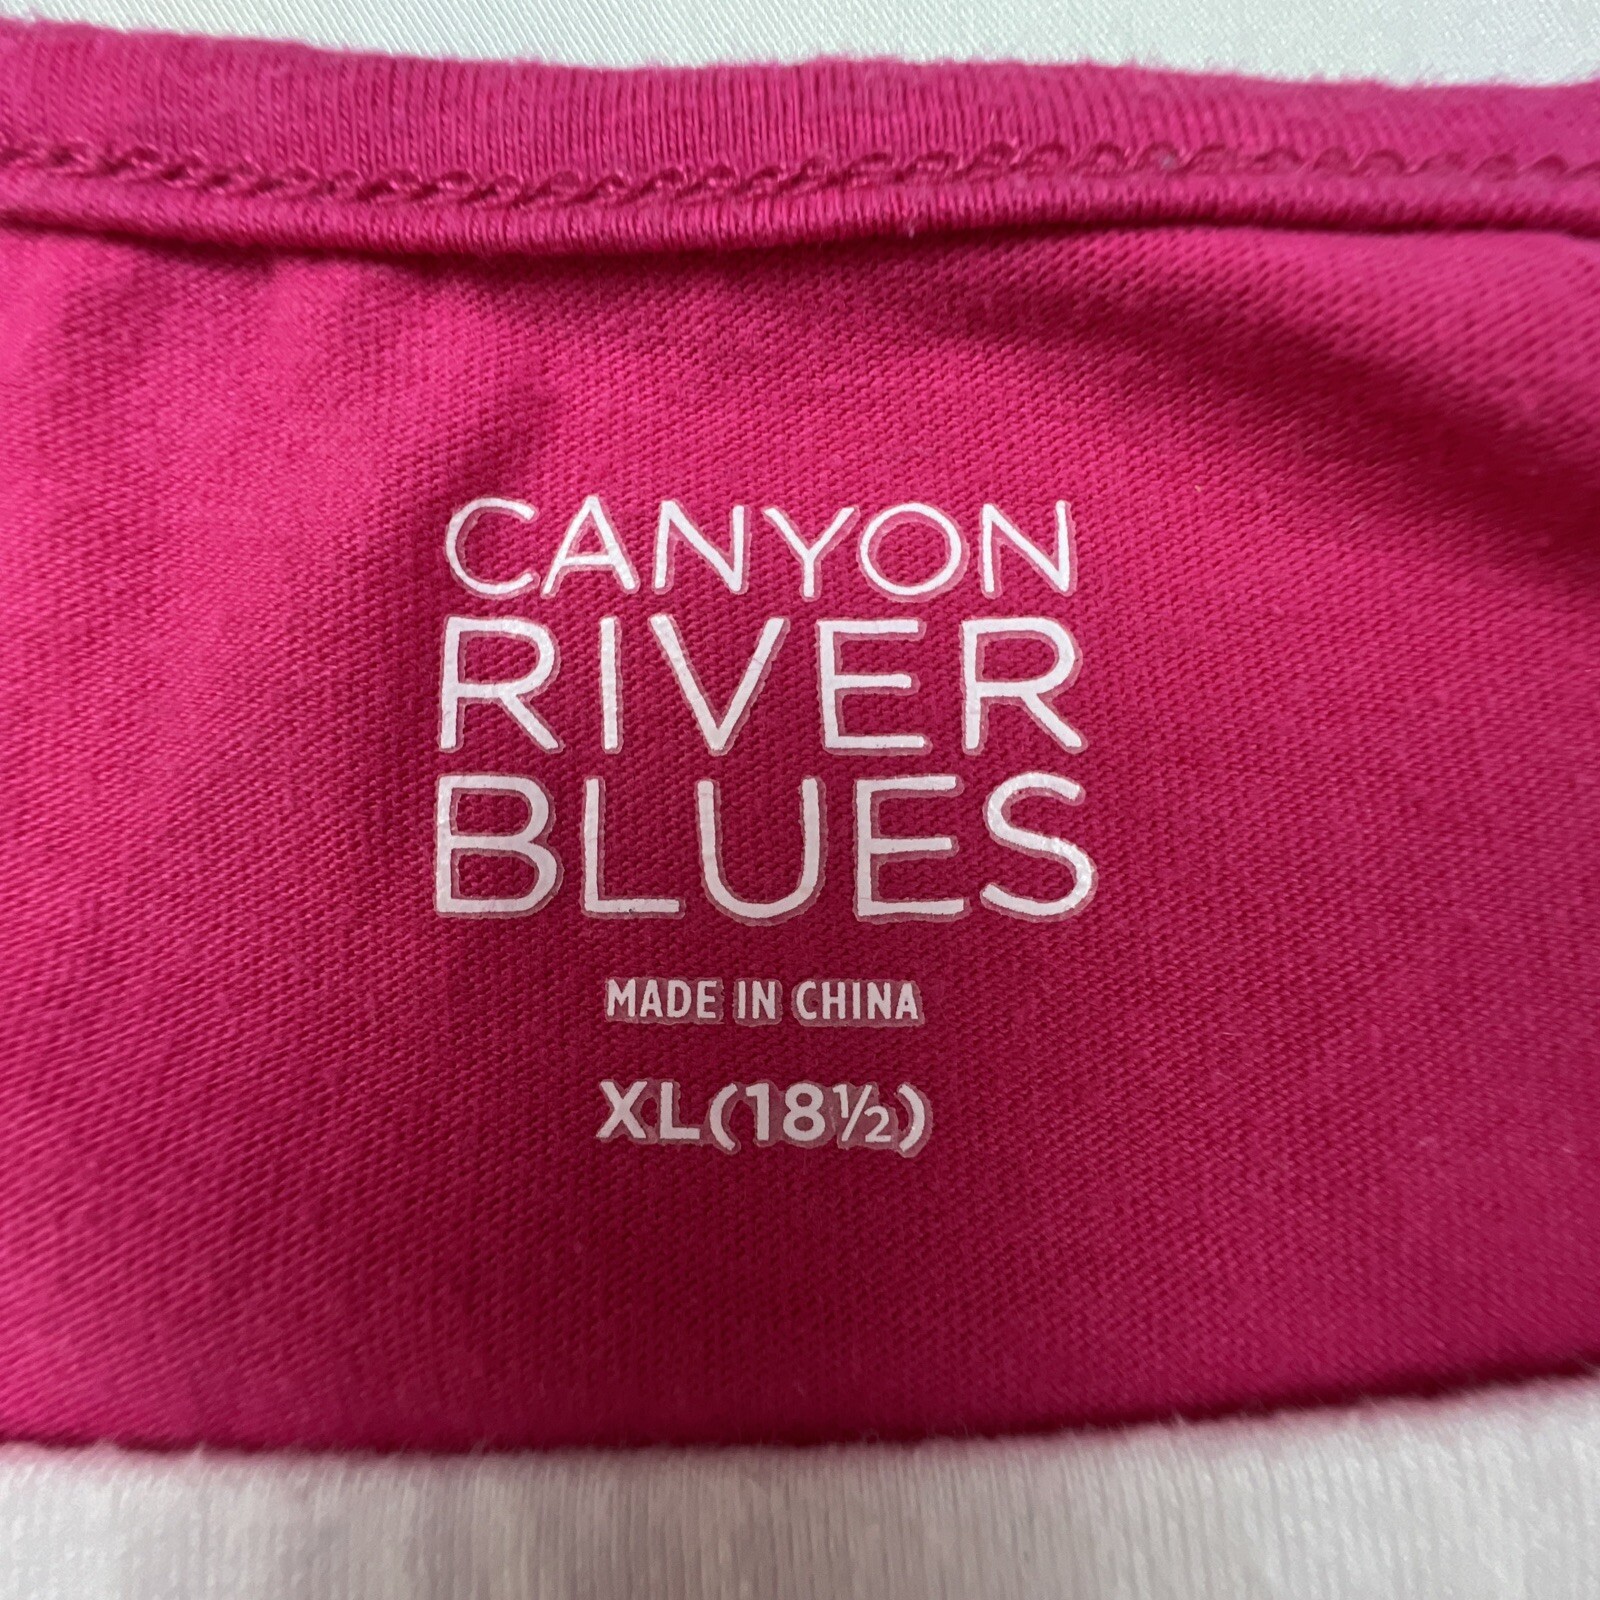 CANYON
RIVER
BLUES
MADE IN CHINA
XL(18½)